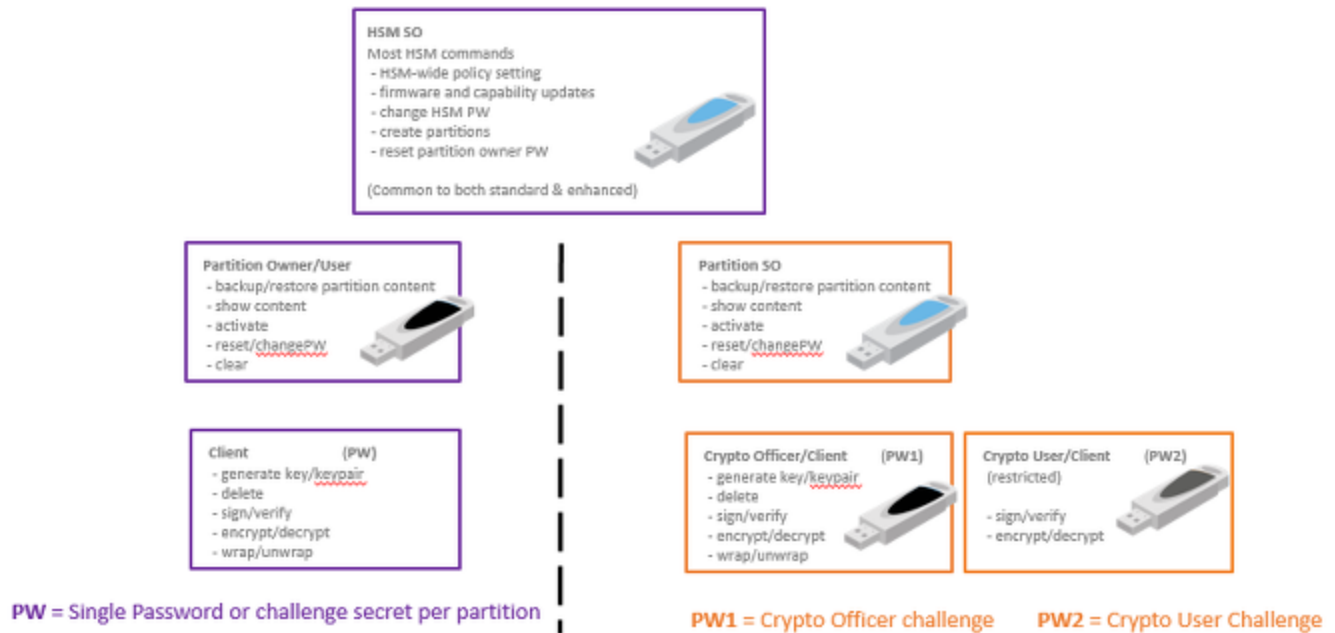 HSM SO
Most HSM commands
- HSM-wide policy setting
- firmware and capability updates
- change HSM PW
- create partitions
- reset partition owner PW
(Common to both standard & enhanced)
Partition Owner/User
- backup/restore partition content
- show content
- activate
- reset/changePW
- clear
Partition SO
- backup/restore partition content
- show content
- activate
- reset/changePW
- clear
Client (PW)
- generate key/keypair
- delete
- sign/verify
- encrypt/decrypt
- wrap/unwrap
Crypto Officer/Client (PW1)
- generate key/keypair
- delete
- sign/verify
- encrypt/decrypt
- wrap/unwrap
Crypto User/Client (PW2)
(restricted)
- sign/verify
- encrypt/decrypt
PW = Single Password or challenge secret per partition
PW1 = Crypto Officer challenge
PW2 = Crypto User Challenge